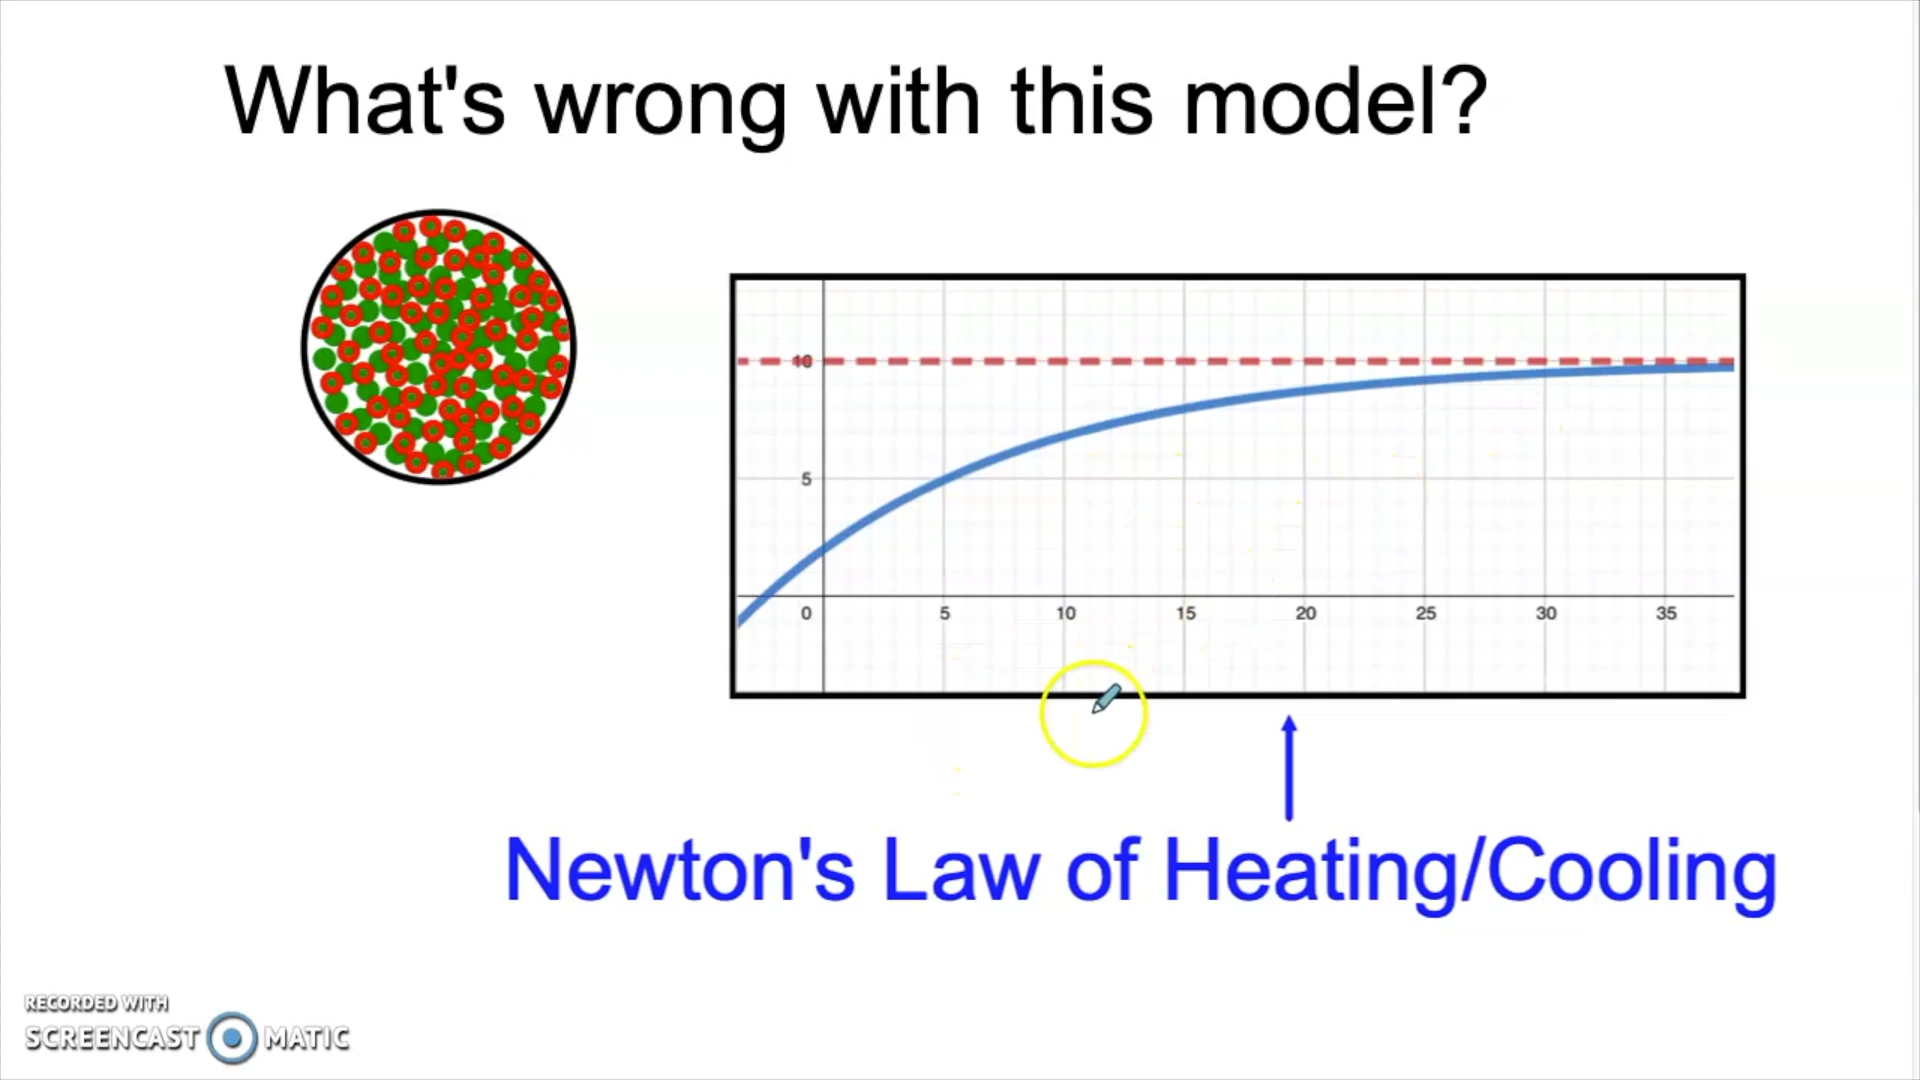 What's wrong with this model?
10
5
0 5 10 15 20 25 30 35
Newton's Law of Heating/Cooling
RECORDED WITH
SCREENCAST MATIC